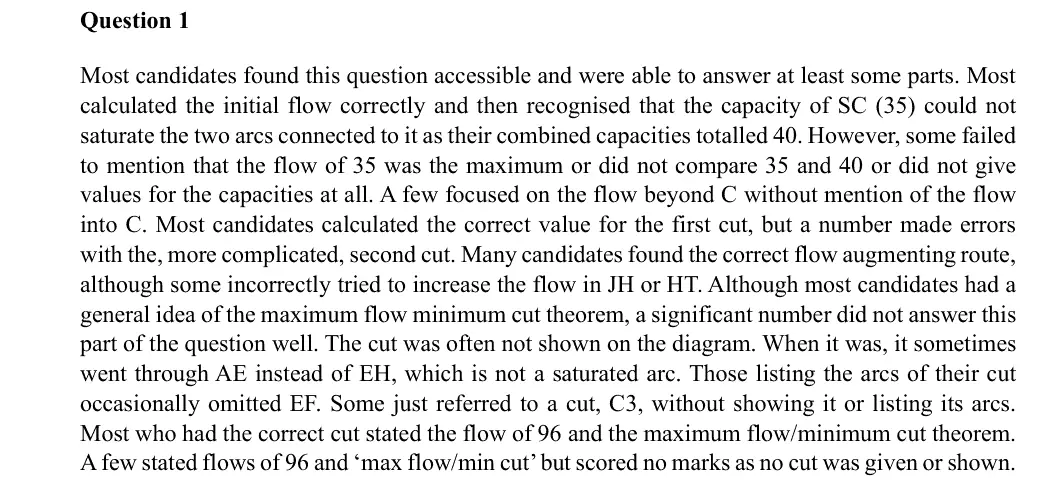 Question 1
Most candidates found this question accessible and were able to answer at least some parts. Most
calculated the initial flow correctly and then recognised that the capacity of SC (35) could not
saturate the two arcs connected to it as their combined capacities totalled 40. However, some failed
to mention that the flow of 35 was the maximum or did not compare 35 and 40 or did not give
values for the capacities at all. A few focused on the flow beyond C without mention of the flow
into C. Most candidates calculated the correct value for the first cut, but a number made errors
with the, more complicated, second cut. Many candidates found the correct flow augmenting route,
although some incorrectly tried to increase the flow in JH or HT. Although most candidates had a
general idea of the maximum flow minimum cut theorem, a significant number did not answer this
part of the question well. The cut was often not shown on the diagram. When it was, it sometimes
went through AE instead of EH, which is not a saturated arc. Those listing the arcs of their cut
occasionally omitted EF. Some just referred to a cut, C3, without showing it or listing its arcs.
Most who had the correct cut stated the flow of 96 and the maximum flow/minimum cut theorem.
A few stated flows of 96 and ‘max flow/min cut’ but scored no marks as no cut was given or shown.